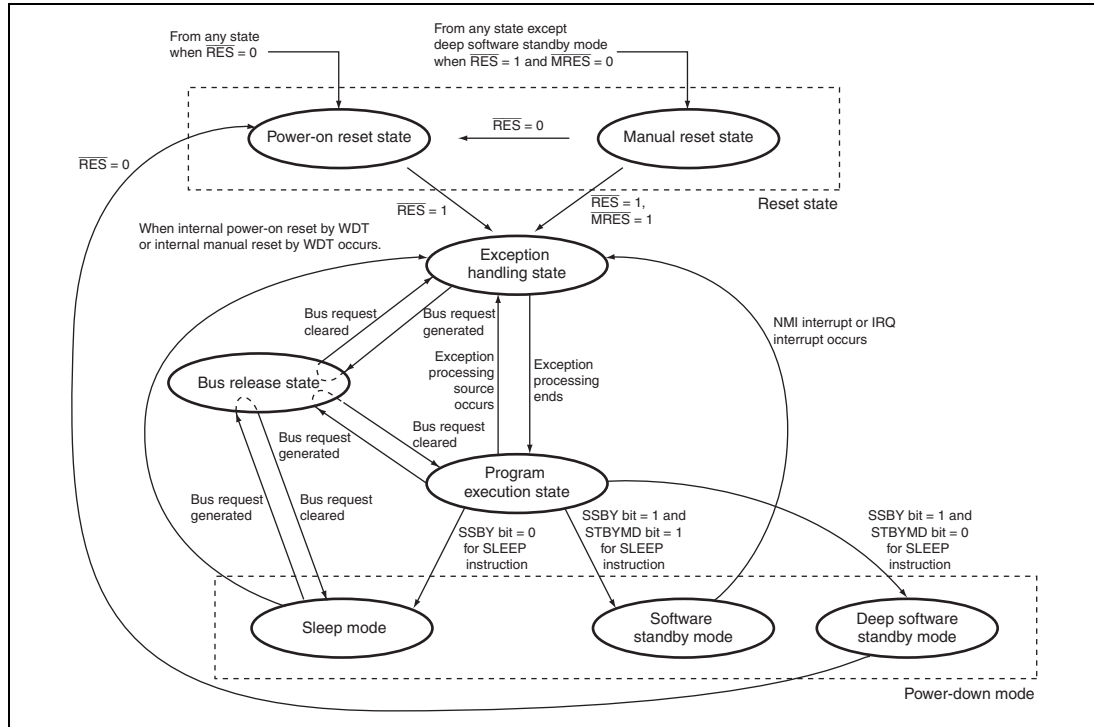 From any state
when RES = 0
From any state except
deep software standby mode
when RES = 1 and MRES = 0
RES = 0
Power-on reset state
RES = 0
Manual reset state
Reset state
RES = 1
RES = 1,
MRES = 1
When internal power-on reset by WDT
or internal manual reset by WDT occurs.
Exception
handling state
Bus request
cleared
Bus request
generated
NMI interrupt or IRQ
interrupt occurs
Exception
processing
source
occurs
Exception
processing
ends
Bus release state
Bus request
generated
Bus request
cleared
Program
execution state
Bus request
generated
Bus request
cleared
SSBY bit = 0
for SLEEP
instruction
SSBY bit = 1 and
STBYMD bit = 1
for SLEEP
instruction
SSBY bit = 1 and
STBYMD bit = 0
for SLEEP
instruction
Sleep mode
Software
standby mode
Deep software
standby mode
Power-down mode